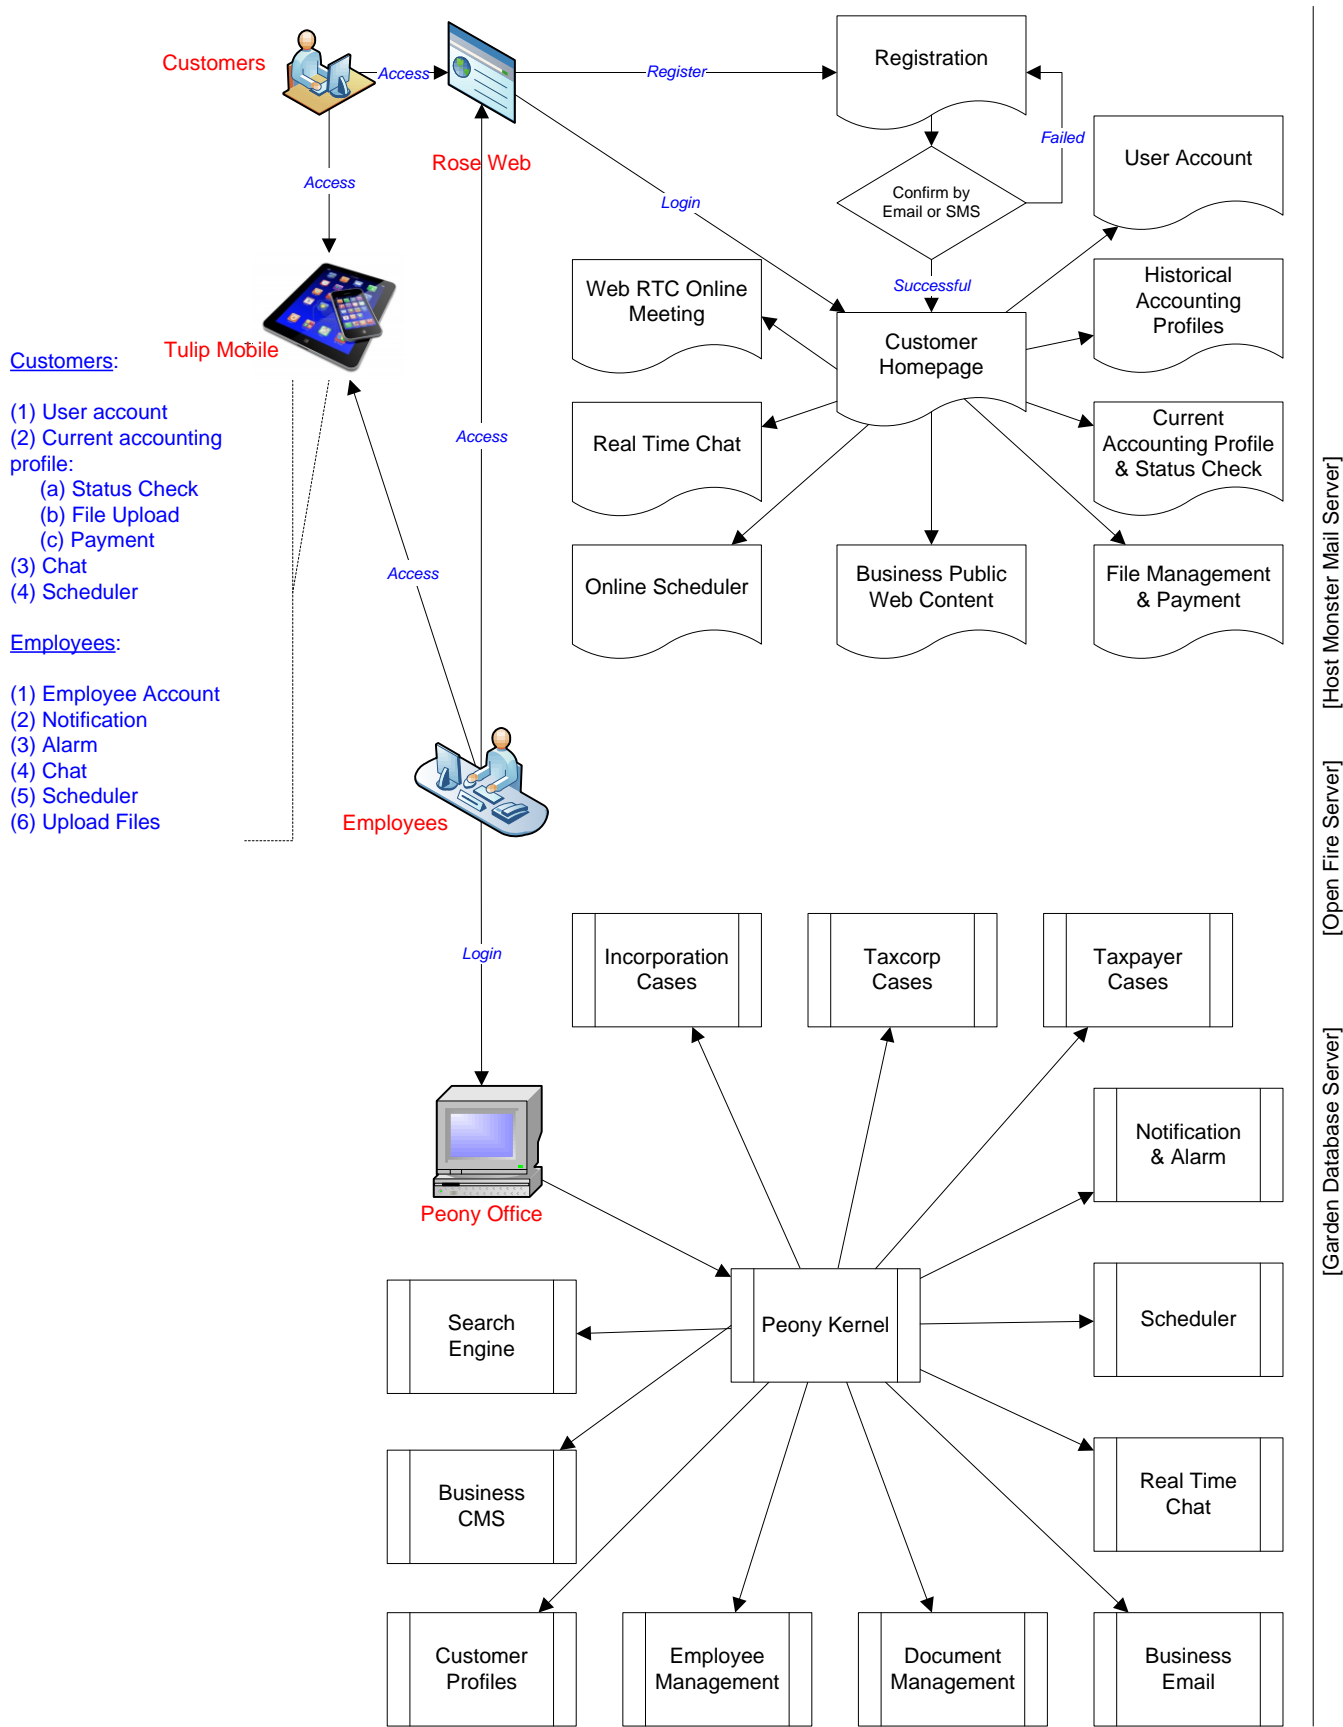 Customers
Access
Rose Web
Register
Registration
Failed
Confirm by
Email or SMS
User Account
Access
Login
Successful
Web RTC Online
Meeting
Customer
Homepage
Historical
Accounting
Profiles
Tulip Mobile
Real Time Chat
Current
Accounting Profile
& Status Check
Access
Online Scheduler
Business Public
Web Content
File Management
& Payment
Access
Customers:
(1) User account
(2) Current accounting
profile:
(a) Status Check
(b) File Upload
(c) Payment
(3) Chat
(4) Scheduler
Employees:
(1) Employee Account
(2) Notification
(3) Alarm
(4) Chat
(5) Scheduler
(6) Upload Files
Employees
Login
Peony Office
Incorporation
Cases
Taxcorp
Cases
Taxpayer
Cases
Notification
& Alarm
Peony Kernel
Scheduler
Search
Engine
Business
CMS
Real Time
Chat
Customer
Profiles
Employee
Management
Document
Management
Business
Email
[Host Monster Mail Server]
[Open Fire Server]
[Garden Database Server]